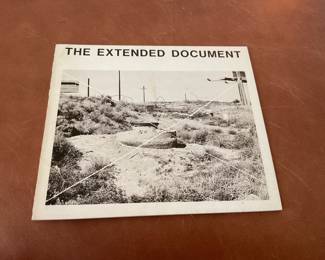 THE EXTENDED DOCUMENT